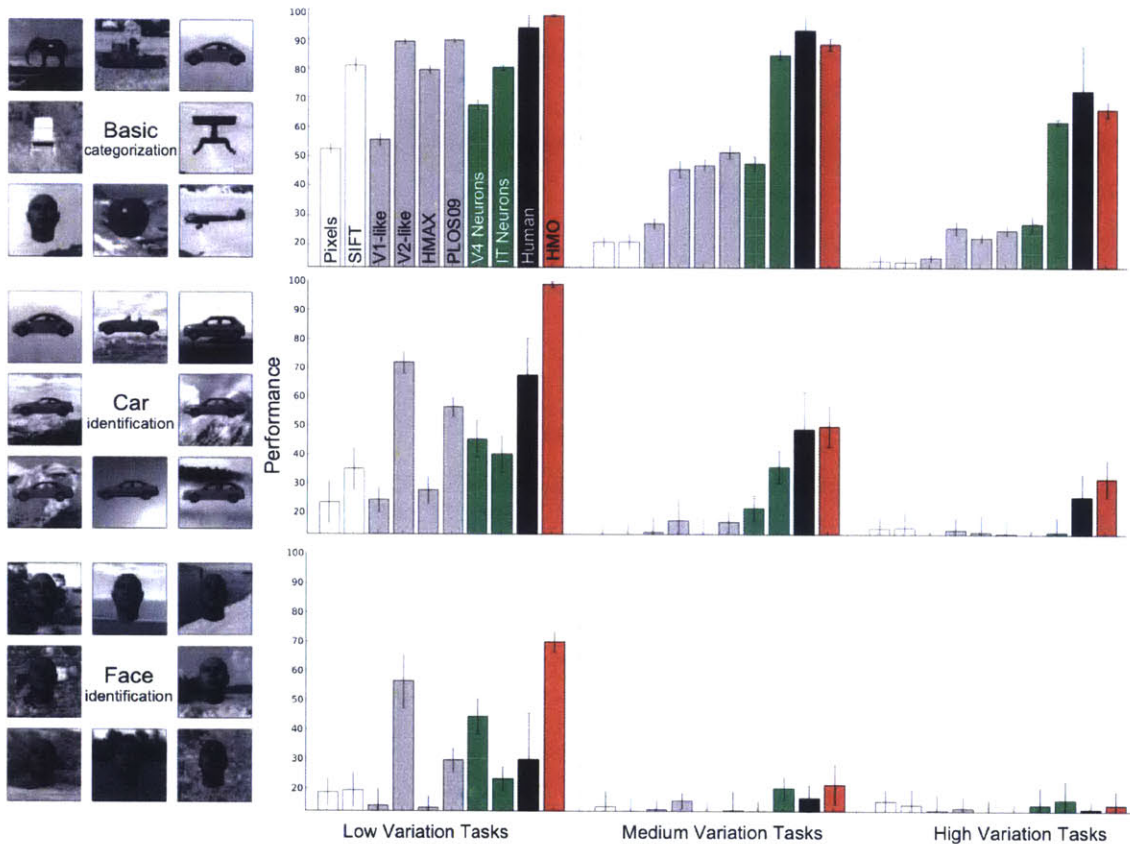 Basic
categorization
100
90
80
70
60
50
40
30
20
Pixels
SIFT
V1-like
V2-like
HMAX
PLOS09
V4 Neurons
IT Neurons
Human
HMO
Car
identification
Performance
100
90
80
70
60
50
40
30
20
Face
identification
100
90
80
70
60
50
40
30
20
Low Variation Tasks
Medium Variation Tasks
High Variation Tasks